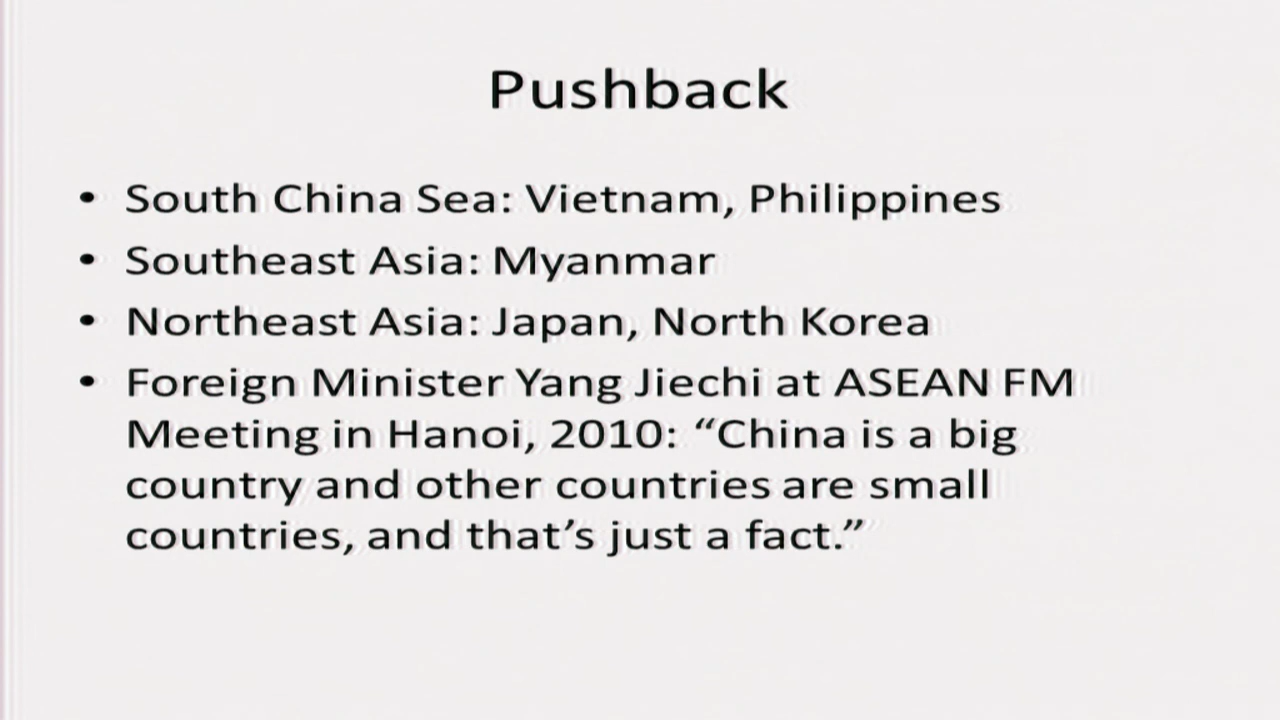 Pushback
• South China Sea: Vietnam, Philippines
• Southeast Asia: Myanmar
• Northeast Asia: Japan, North Korea
• Foreign Minister Yang Jiechi at ASEAN FM
Meeting in Hanoi, 2010: “China is a big
country and other countries are small
countries, and that’s just a fact.”